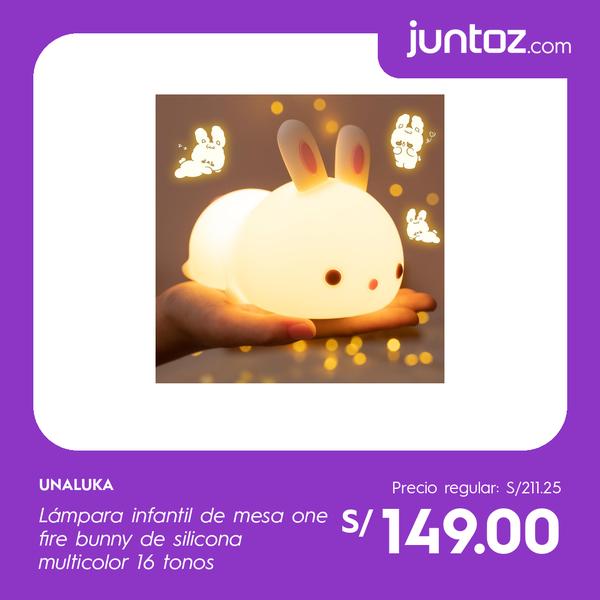 juntoz.com
UNALUKA
Lámpara infantil de mesa one
fire bunny de silicona
multicolor 16 tonos
Precio regular: S/211.25
S/149.00